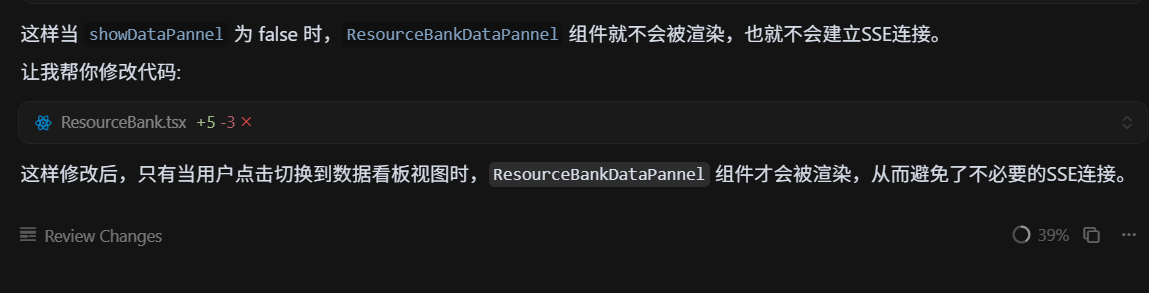 这样当 showDataPannel 为 false 时，ResourceBankDataPannel 组件就不会被渲染，也就不会建立SSE连接。
让我帮你修改代码:
ResourceBank.tsx +5 -3 ×
这样修改后，只有当用户点击切换到数据看板视图时，ResourceBankDataPannel 组件才会被渲染，从而避免了不必要的SSE连接。
Review Changes 39% ···